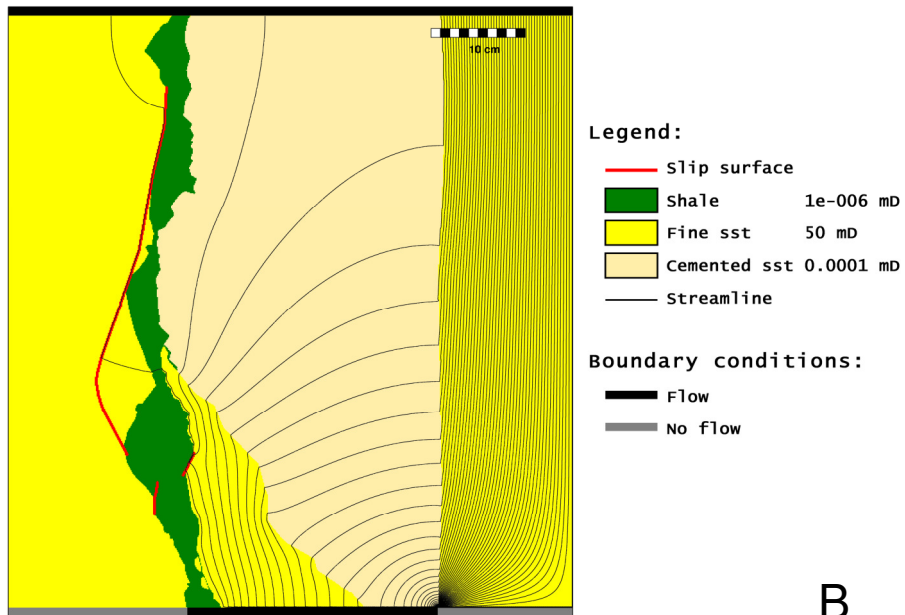 10 cm
Legend:
Slip surface
Shale 1e-006 mD
Fine sst 50 mD
Cemented sst 0.0001 mD
Streamline
Boundary conditions:
Flow
No flow
B